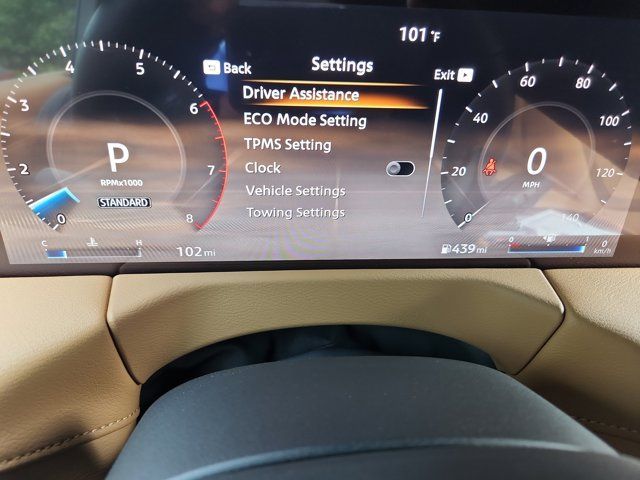 101 °F
Back
Settings
Exit
Driver Assistance
ECO Mode Setting
TPMS Setting
Clock
Vehicle Settings
Towing Settings
2
3
4
5
6
7
8
0
P
RPMx1000
STANDARD
C
H
102 mi
0
20
40
60
80
100
120
140
0
MPH
439 mi
0
0
km/h